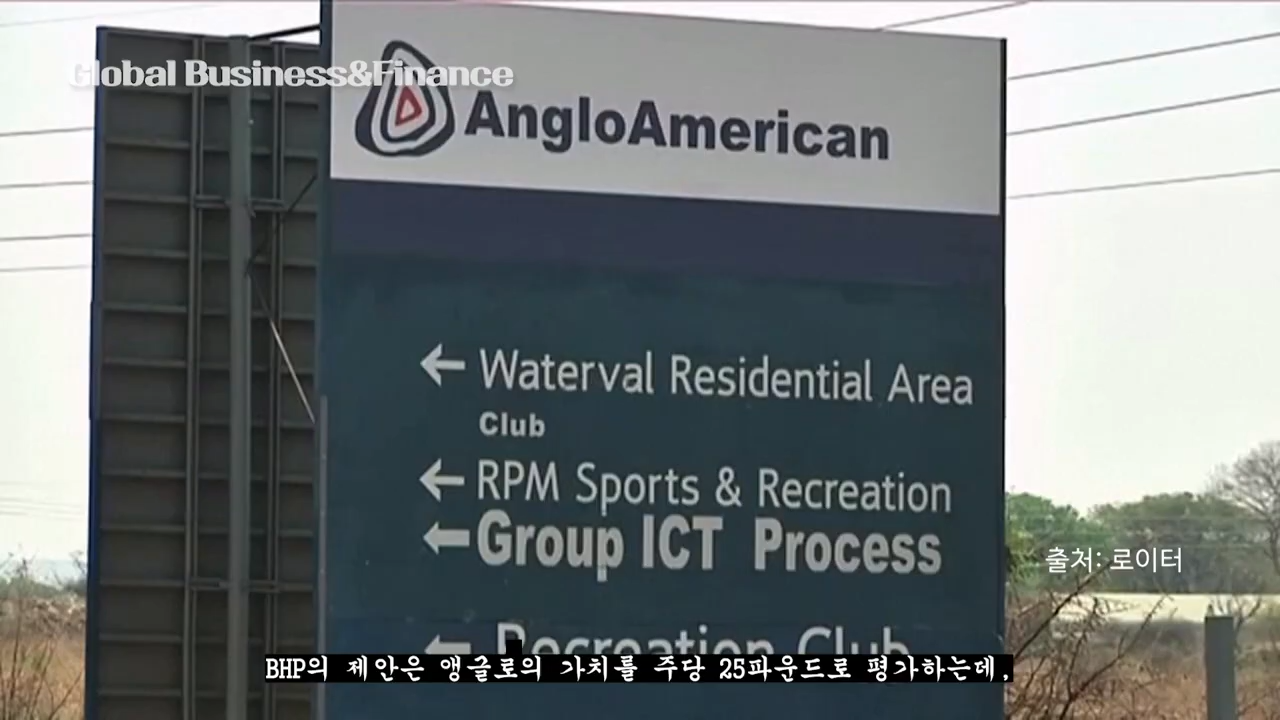 Global Business&Finance
AngloAmerican
Waterval Residential Area
Club
RPM Sports & Recreation
Group ICT Process
Recreation Club
출처: 로이터
BHP의 제안은 앵글로의 가치를 주당 25파운드로 평가하는데,